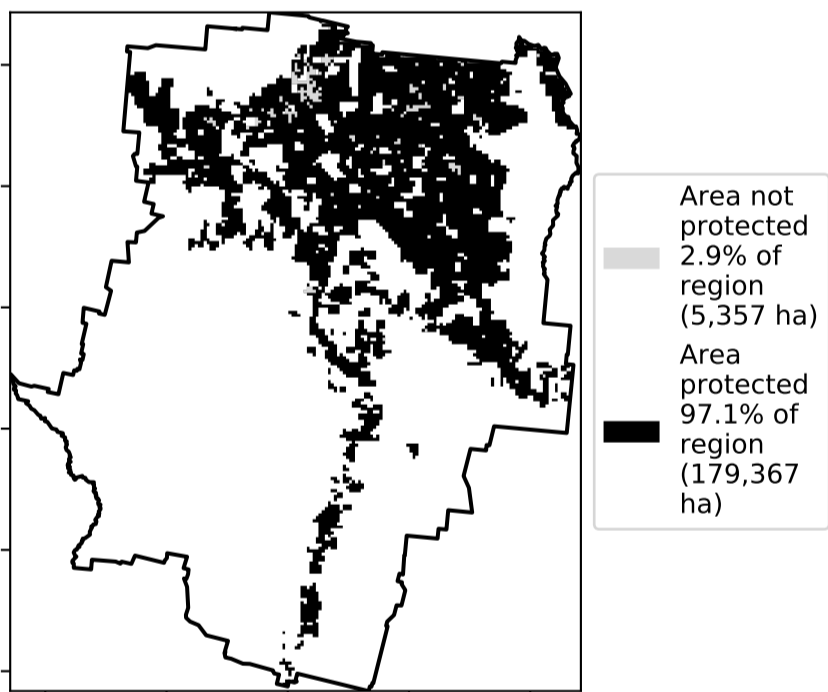 Area not
protected
2.9% of
region
(5,357 ha)
Area
protected
97.1% of
region
(179,367
ha)